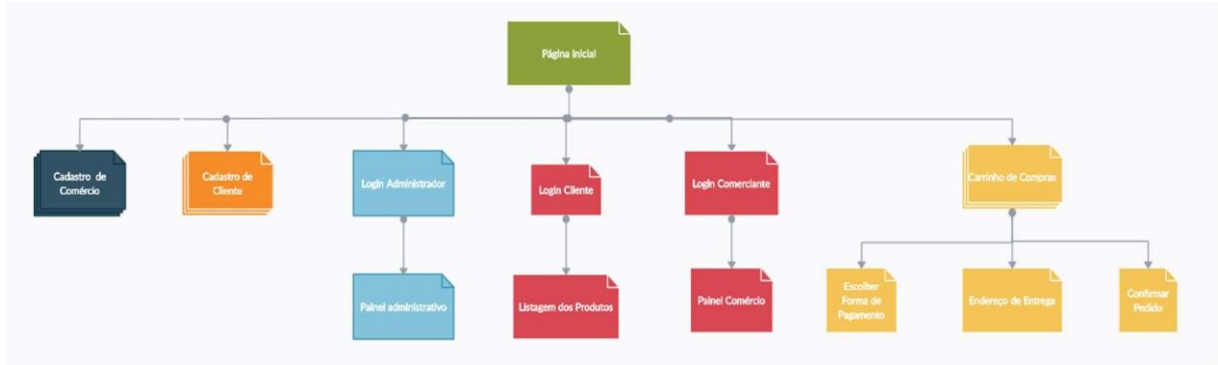 Página Inicial
Cadastro de
Comércio
Cadastro de
Cliente
Login Administrador
Login Cliente
Login Comerciante
Carrinho de Compras
Painel administrativo
Listagem dos Produtos
Painel Comércio
Escolher
Forma de
Pagamento
Endereço de Entrega
Confirmar
Pedido